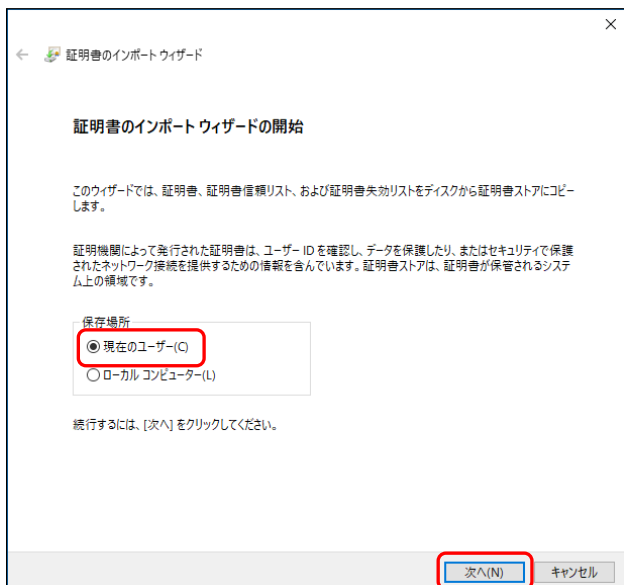 証明書のインポート ウィザード
証明書のインポート ウィザードの開始
このウィザードでは、証明書、証明書信頼リスト、および証明書失効リストをディスクから証明書ストアにコピー
します。
証明機関によって発行された証明書は、ユーザー ID を確認し、データを保護したり、またはセキュリティで保護
されたネットワーク接続を提供するための情報を含んでいます。証明書ストアは、証明書が保管されるシステ
ム上の領域です。
保存場所
現在のユーザー(C)
ローカル コンピューター(L)
続行するには、[次へ] をクリックしてください。
次へ(N)
キャンセル